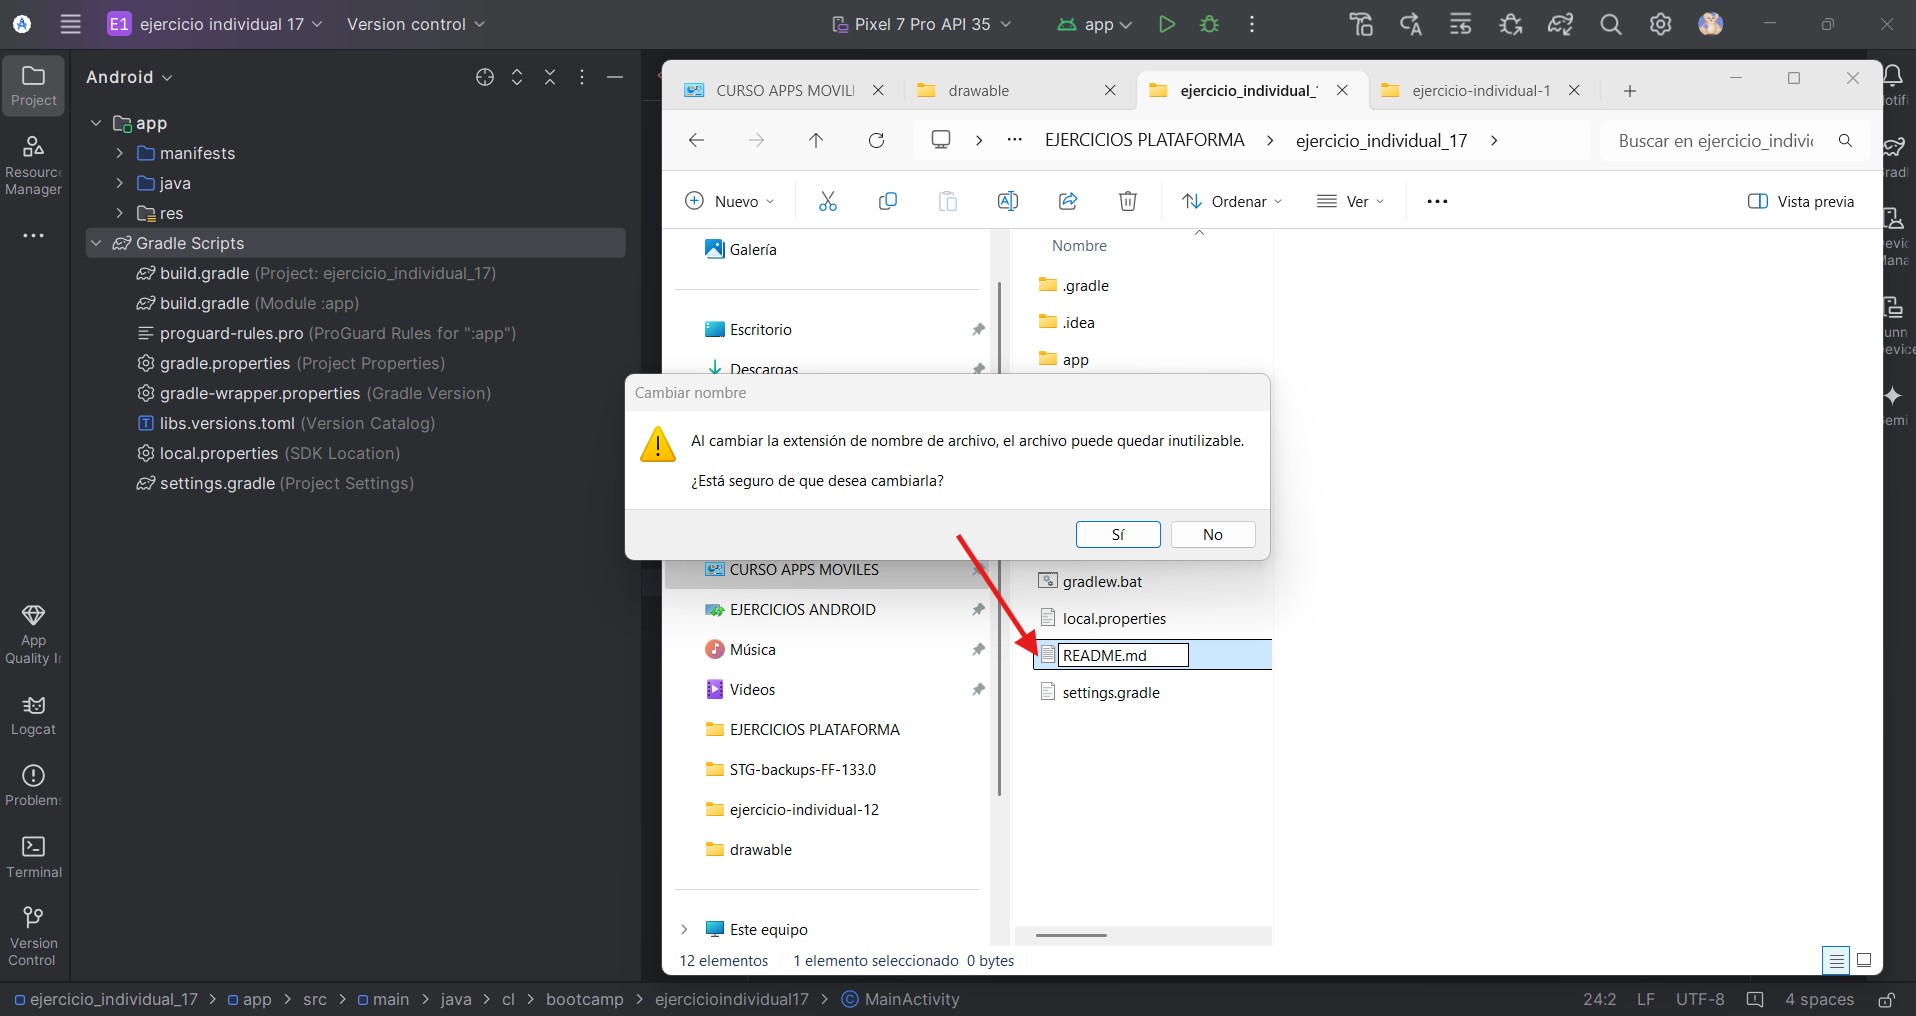 E1 ejercicio individual 17
Version control
Pixel 7 Pro API 35
app
Project
Resourc
Manager
App
Quality I
Logcat
Problem
Terminal
Version
Control
Android
app
manifests
java
res
Gradle Scripts
build.gradle (Project: ejercicio_individual_17)
build.gradle (Module :app)
proguard-rules.pro (ProGuard Rules for ":app")
gradle.properties (Project Properties)
gradle-wrapper.properties (Gradle Version)
libs.versions.toml (Version Catalog)
local.properties (SDK Location)
settings.gradle (Project Settings)
CURSO APPS MOVIL
drawable
ejercicio_individual_
ejercicio-individual-1
EJERCICIOS PLATAFORMA > ejercicio_individual_17 >
Buscar en ejercicio_indivi
Nuevo
Ordenar
Ver
Vista previa
Galería
Escritorio
Descargas
Nombre
.gradle
.idea
app
Cambiar nombre
Al cambiar la extensión de nombre de archivo, el archivo puede quedar inutilizable.
¿Está seguro de que desea cambiarla?
Sí
No
CURSO APPS MOVILES
EJERCICIOS ANDROID
Música
Videos
EJERCICIOS PLATAFORMA
STG-backups-FF-133.0
ejercicio-individual-12
drawable
Este equipo
gradlew.bat
local.properties
README.md
settings.gradle
12 elementos
1 elemento seleccionado 0 bytes
otifi
rad
evic
Mana
unn
evice
emi
ejercicio_individual_17 > app > src > main > java > cl > bootcamp > ejercicioindividual17 > MainActivity
24:2 LF UTF-8 4 spaces